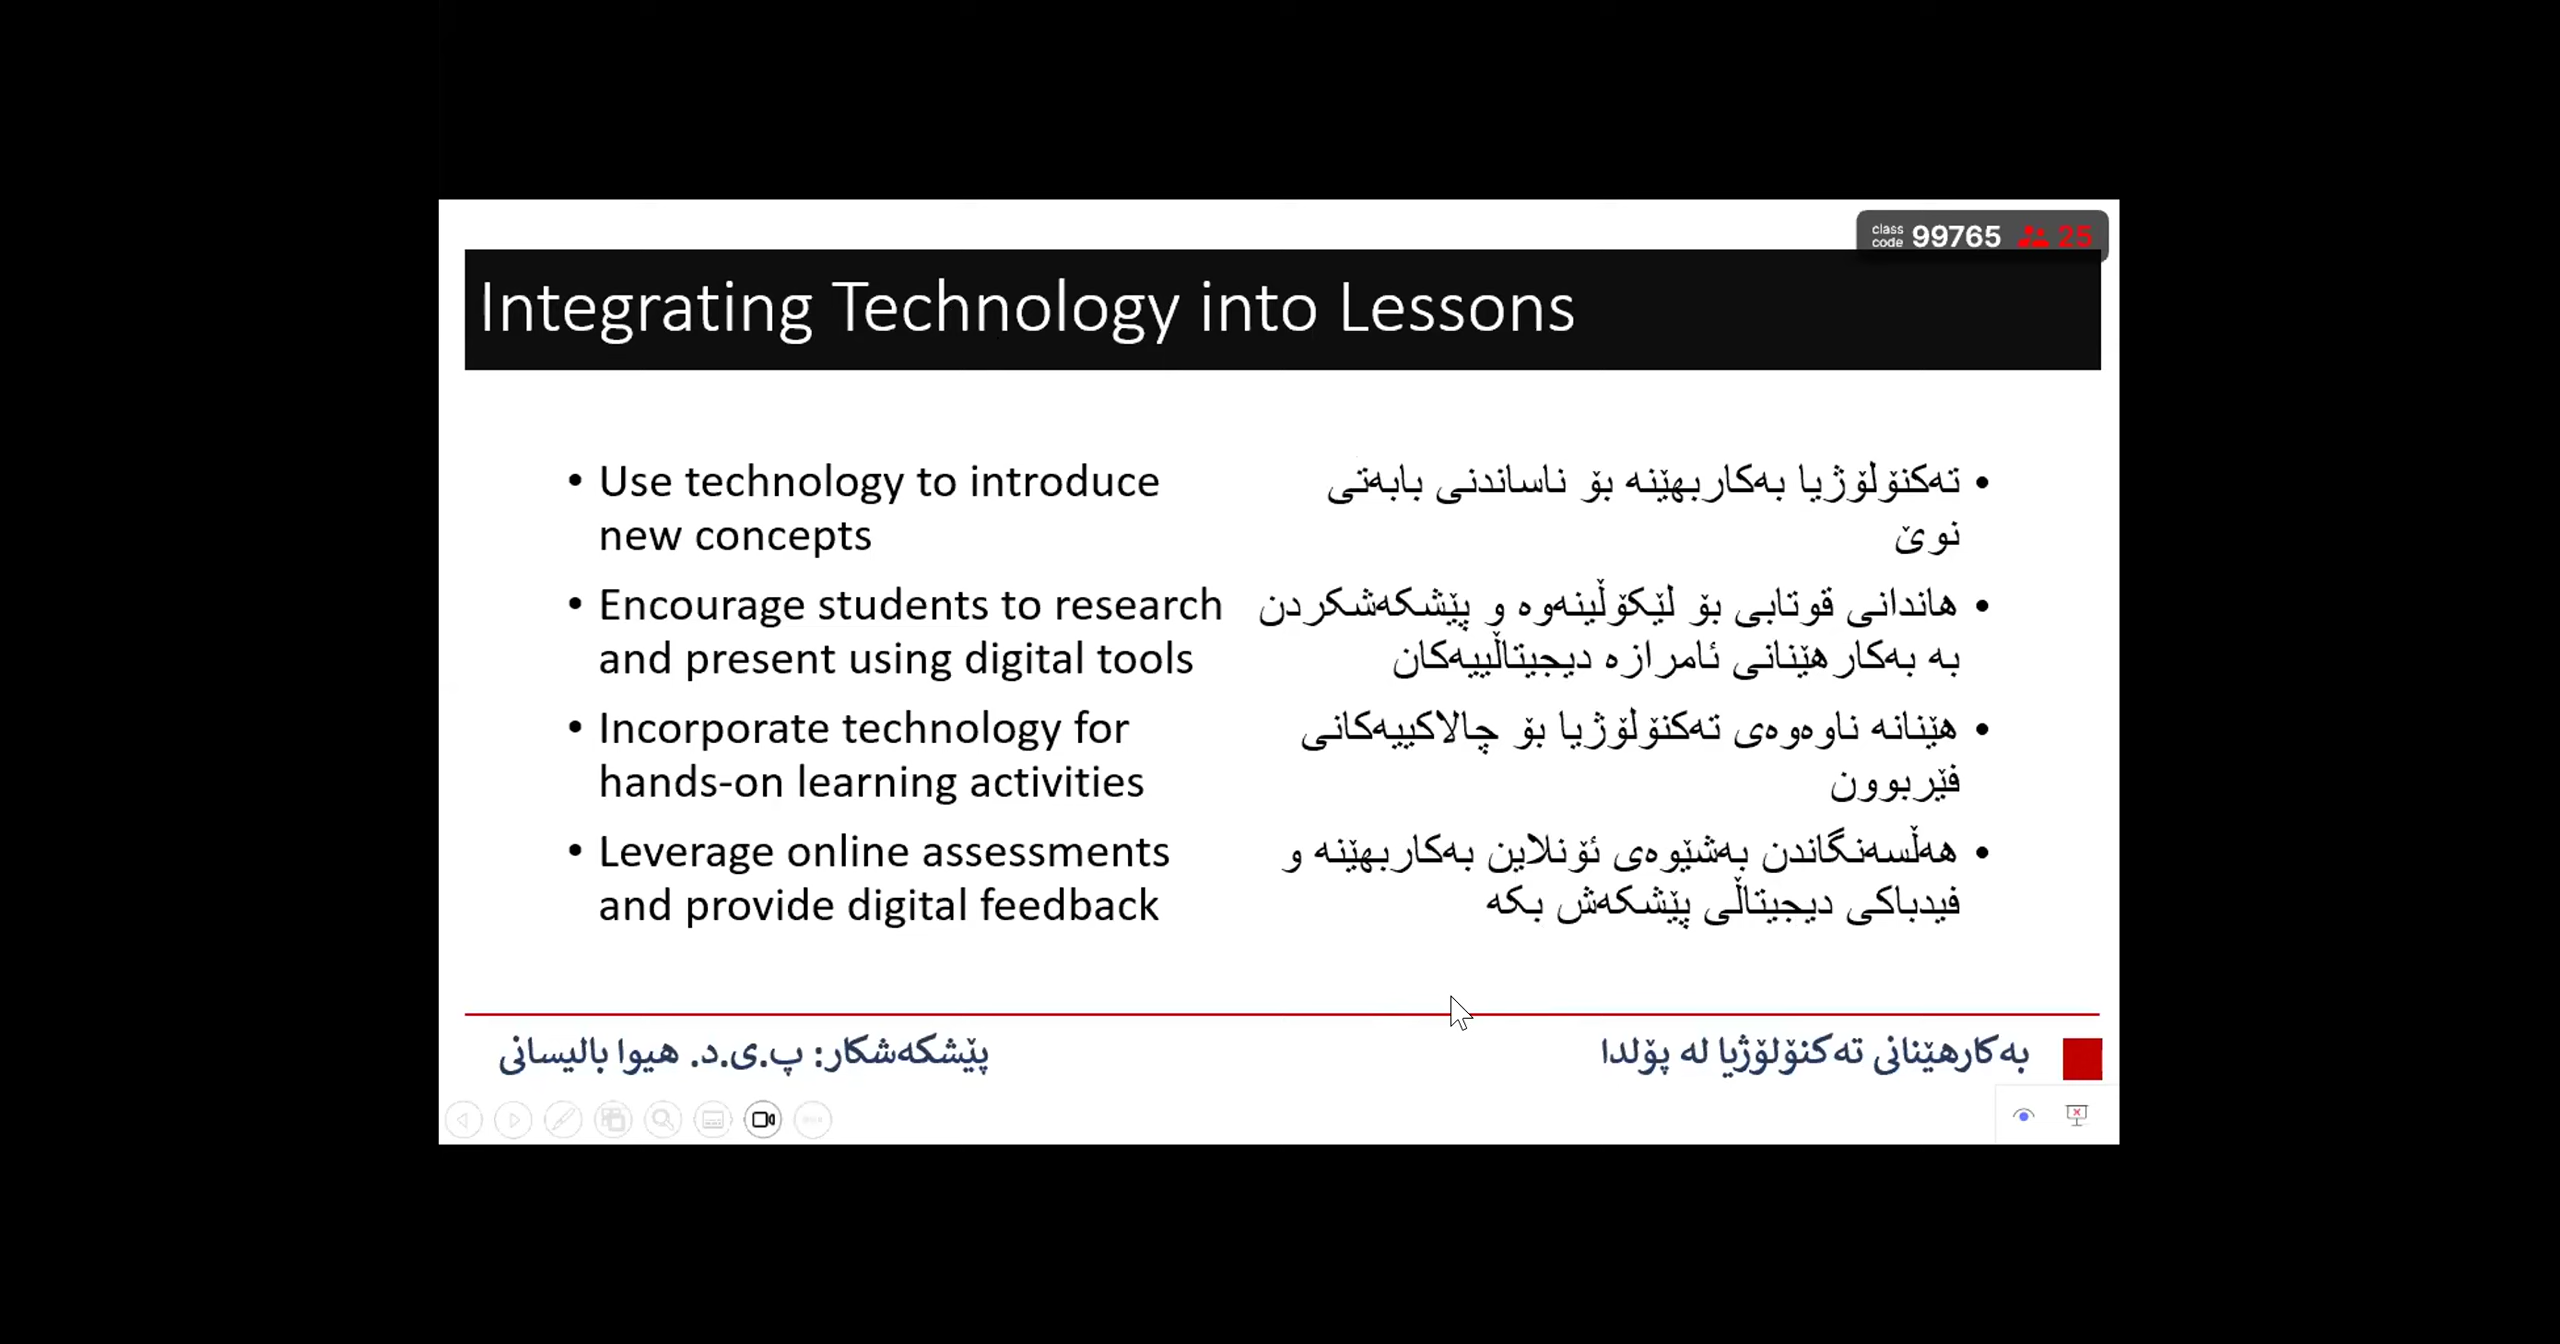 class
code 99765 25
Integrating Technology into Lessons
• Use technology to introduce
new concepts
• Encourage students to research
and present using digital tools
• Incorporate technology for
hands-on learning activities
• Leverage online assessments
and provide digital feedback
• تەکنۆلۆژیا بەکاربهێنە بۆ ناساندنی بابەتی
نوێ
• هاندانی قوتابی بۆ لێکۆڵینەوە و پێشکەشکردن
بە بەکارهێنانی ئامرازە دیجیتاڵییەکان
• هێنانە ناوەوەی تەکنۆلۆژیا بۆ چالاکییەکانی
فێربوون
• هەڵسەنگاندن بەشێوەی ئۆنلاین بەکاربهێنە و
فیدباکی دیجیتاڵی پێشکەش بکە
بەکارهێنانی تەکنۆلۆژیا لە پۆلدا
پێشکەشکار: پ.ی.د. هیوا بالیسانی